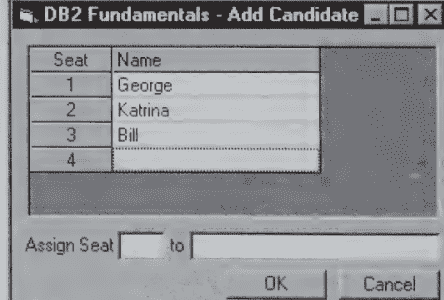 DB2 Fundamentals - Add Candidate
Seat Name
1 George
2 Katrina
3 Bill
4
Assign Seat to
OK Cancel